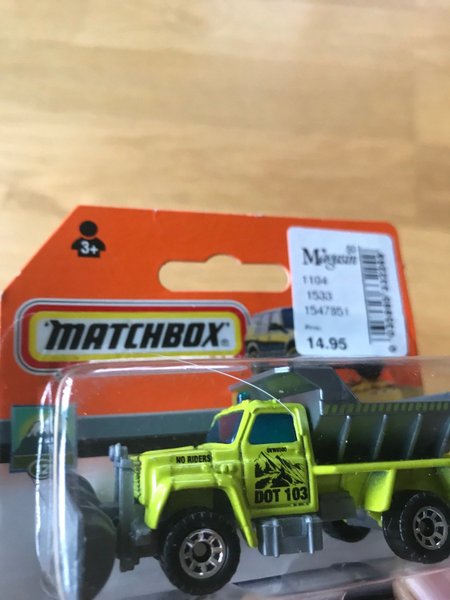 3+
MATCHBOX
Magasin
1104
1533
1547851
14.95
NO RIDERS
DOT 103